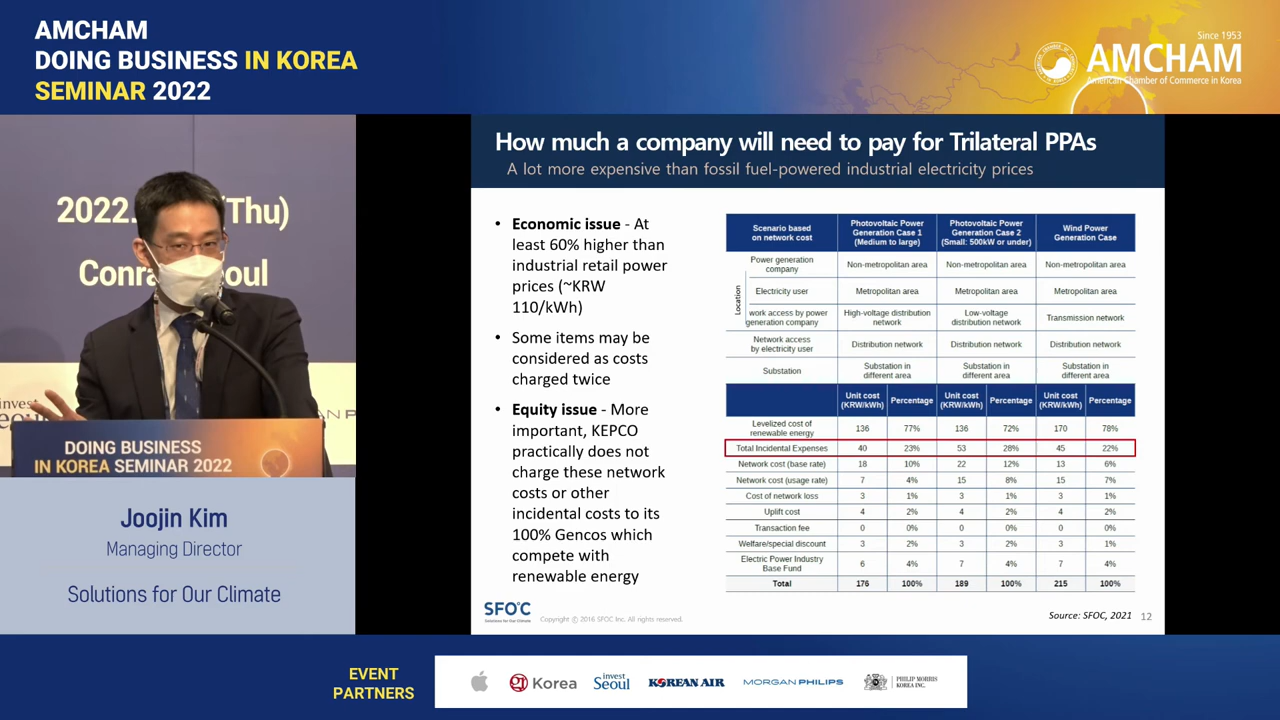 AMCHAM
DOING BUSINESS IN KOREA
SEMINAR 2022
Since 1953
AMCHAM
American Chamber of Commerce in Korea
2022. (Thu)
Conra Seoul
invest
DOING BUSINESS
IN KOREA SEMINAR 2022
Joojin Kim
Managing Director
Solutions for Our Climate
How much a company will need to pay for Trilateral PPAs
A lot more expensive than fossil fuel-powered industrial electricity prices
• Economic issue - At
least 60% higher than
industrial retail power
prices (~KRW
110/kWh)
• Some items may be
considered as costs
charged twice
• Equity issue - More
important, KEPCO
practically does not
charge these network
costs or other
incidental costs to its
100% Gencos which
compete with
renewable energy
Scenario based on network cost | Photovoltaic Power Generation Case 1 (Medium to large) | Photovoltaic Power Generation Case 2 (Small: 500kW or under) | Wind Power Generation Case
Location
Power generation company | Non-metropolitan area | Non-metropolitan area | Non-metropolitan area
Electricity user | Metropolitan area | Metropolitan area | Metropolitan area
work access by power generation company | High-voltage distribution network | Low-voltage distribution network | Transmission network
Network access by electricity user | Distribution network | Distribution network | Distribution network
Substation | Substation in different area | Substation in different area | Substation in different area
Unit cost (KRW/kWh) | Percentage | Unit cost (KRW/kWh) | Percentage | Unit cost (KRW/kWh) | Percentage
Levelized cost of renewable energy | 136 | 77% | 136 | 72% | 170 | 78%
Total Incidental Expenses | 40 | 23% | 53 | 28% | 45 | 22%
Network cost (base rate) | 18 | 10% | 22 | 12% | 13 | 6%
Network cost (usage rate) | 7 | 4% | 15 | 8% | 15 | 7%
Cost of network loss | 3 | 1% | 3 | 1% | 3 | 1%
Uplift cost | 4 | 2% | 4 | 2% | 4 | 2%
Transaction fee | 0 | 0% | 0 | 0% | 0 | 0%
Welfare/special discount | 3 | 2% | 3 | 2% | 3 | 1%
Electric Power Industry Base Fund | 6 | 4% | 7 | 4% | 7 | 4%
Total | 176 | 100% | 189 | 100% | 215 | 100%
SFOC
Solutions for Our Climate
Copyright ⓒ 2016 SFOC Inc. All rights reserved.
Source: SFOC, 2021 12
EVENT
PARTNERS
Korea
invest
Seoul
KOREAN AIR
MORGAN PHILIPS
PHILIP MORRIS
KOREA INC.